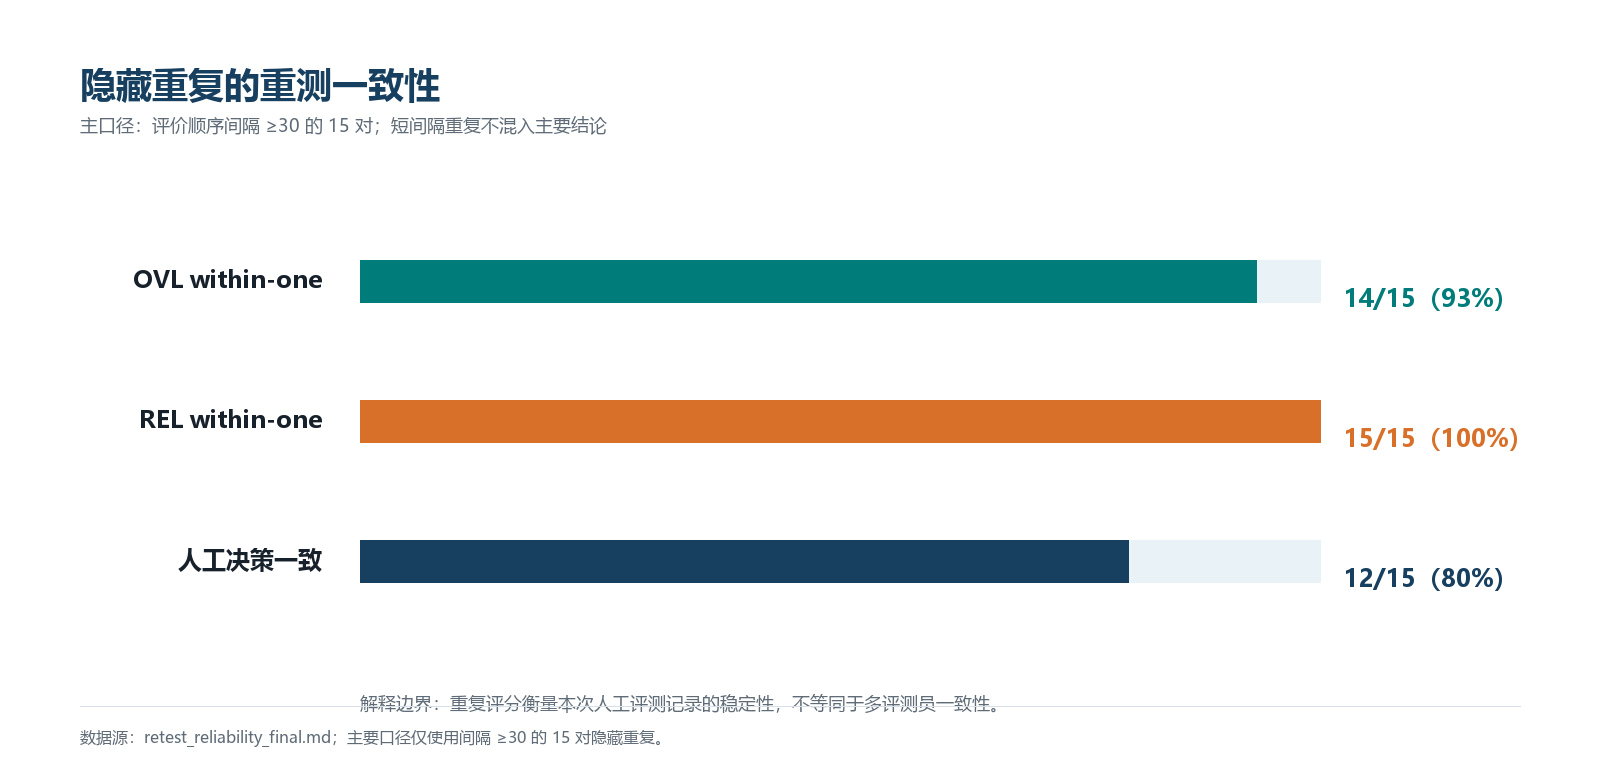 隐藏重复的重测一致性
主口径：评价顺序间隔 ≥30 的 15 对；短间隔重复不混入主要结论
OVL within-one
14/15（93%）
REL within-one
15/15（100%）
人工决策一致
12/15（80%）
解释边界：重复评分衡量本次人工评测记录的稳定性，不等同于多评测员一致性。
数据源：retest_reliability_final.md；主要口径仅使用间隔 ≥30 的 15 对隐藏重复。